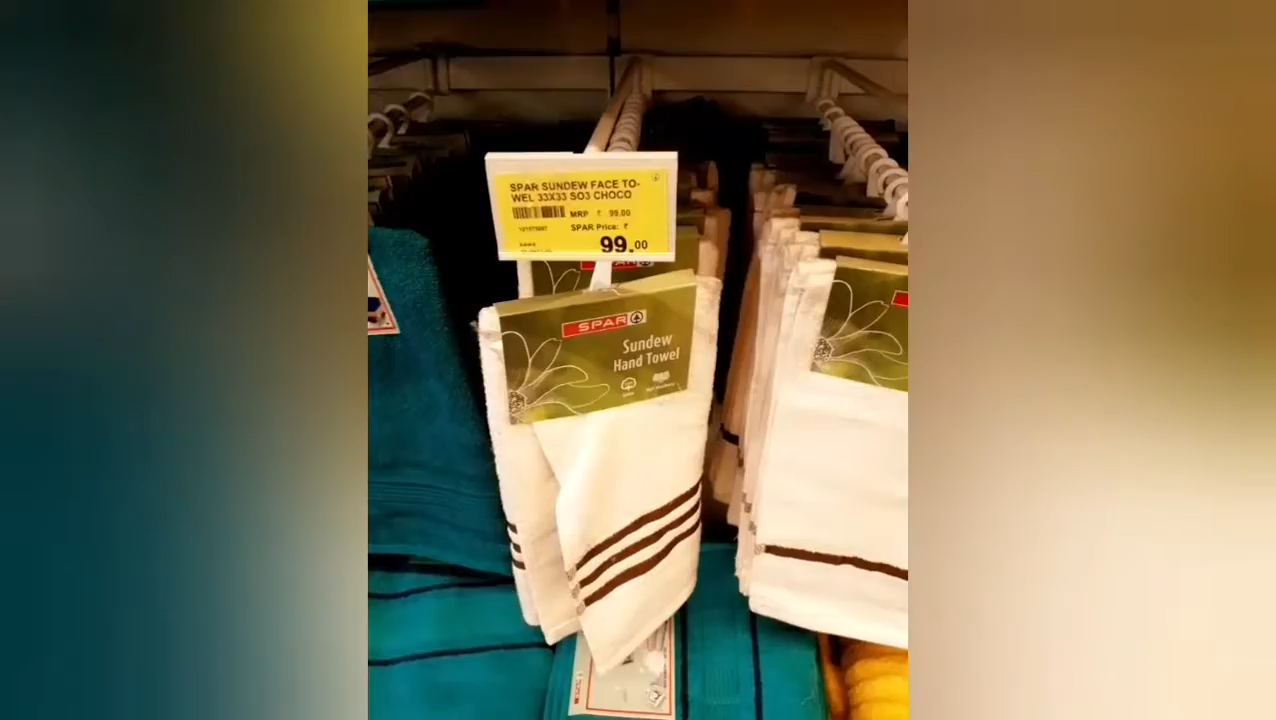 SPAR SUNDEW FACE TO-
WEL 33X33 SO3 CHOCO
MRP ₹ 99.00
SPAR Price: ₹
99.00
SPAR
Sundew
Hand Towel